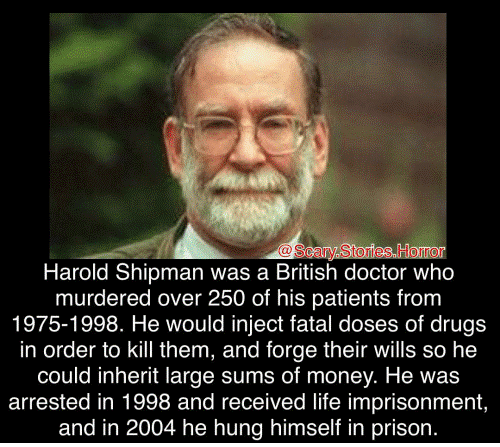 @Scary.Stories.Horror
Harold Shipman was a British doctor who
murdered over 250 of his patients from
1975-1998. He would inject fatal doses of drugs
in order to kill them, and forge their wills so he
could inherit large sums of money. He was
arrested in 1998 and received life imprisonment,
and in 2004 he hung himself in prison.